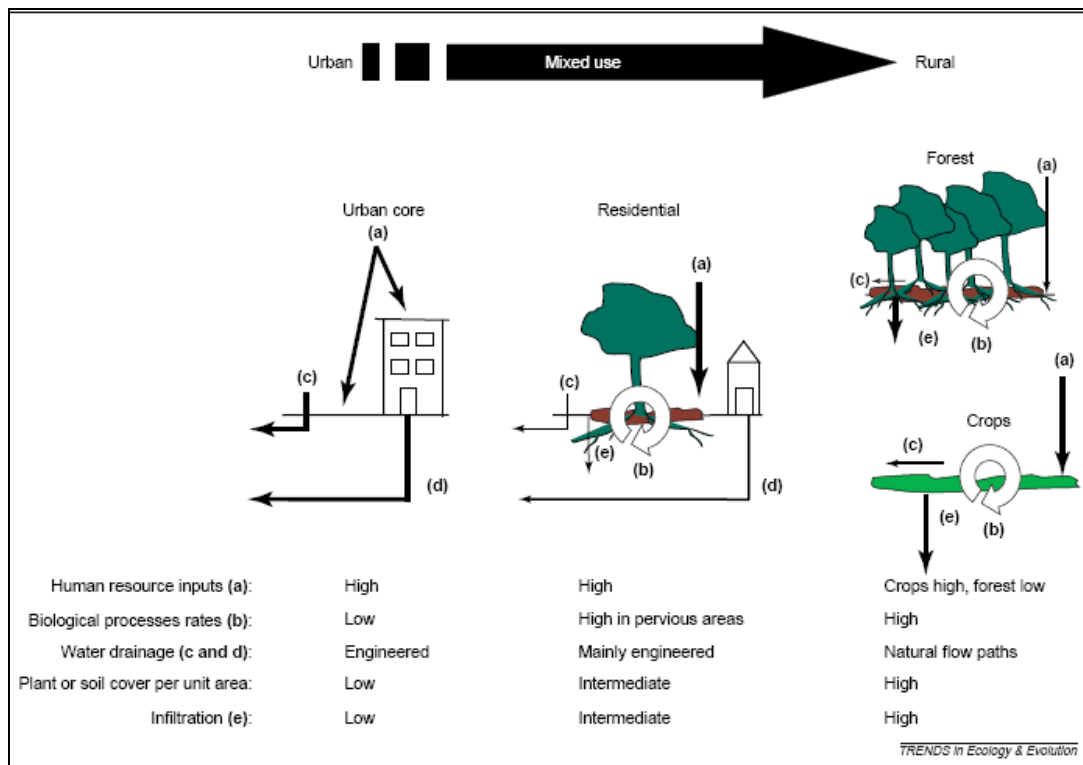 Urban Mixed use Rural
Forest
(a)
Urban core Residential
(a)
(a)
(c)
(e)
(b)
(a)
(c)
(c)
Crops
(c)
(e)
(b)
(d)
(d)
(e)
(b)
Human resource inputs (a): High High Crops high, forest low
Biological processes rates (b): Low High in pervious areas High
Water drainage (c and d): Engineered Mainly engineered Natural flow paths
Plant or soil cover per unit area: Low Intermediate High
Infiltration (e): Low Intermediate High
TRENDS in Ecology & Evolution